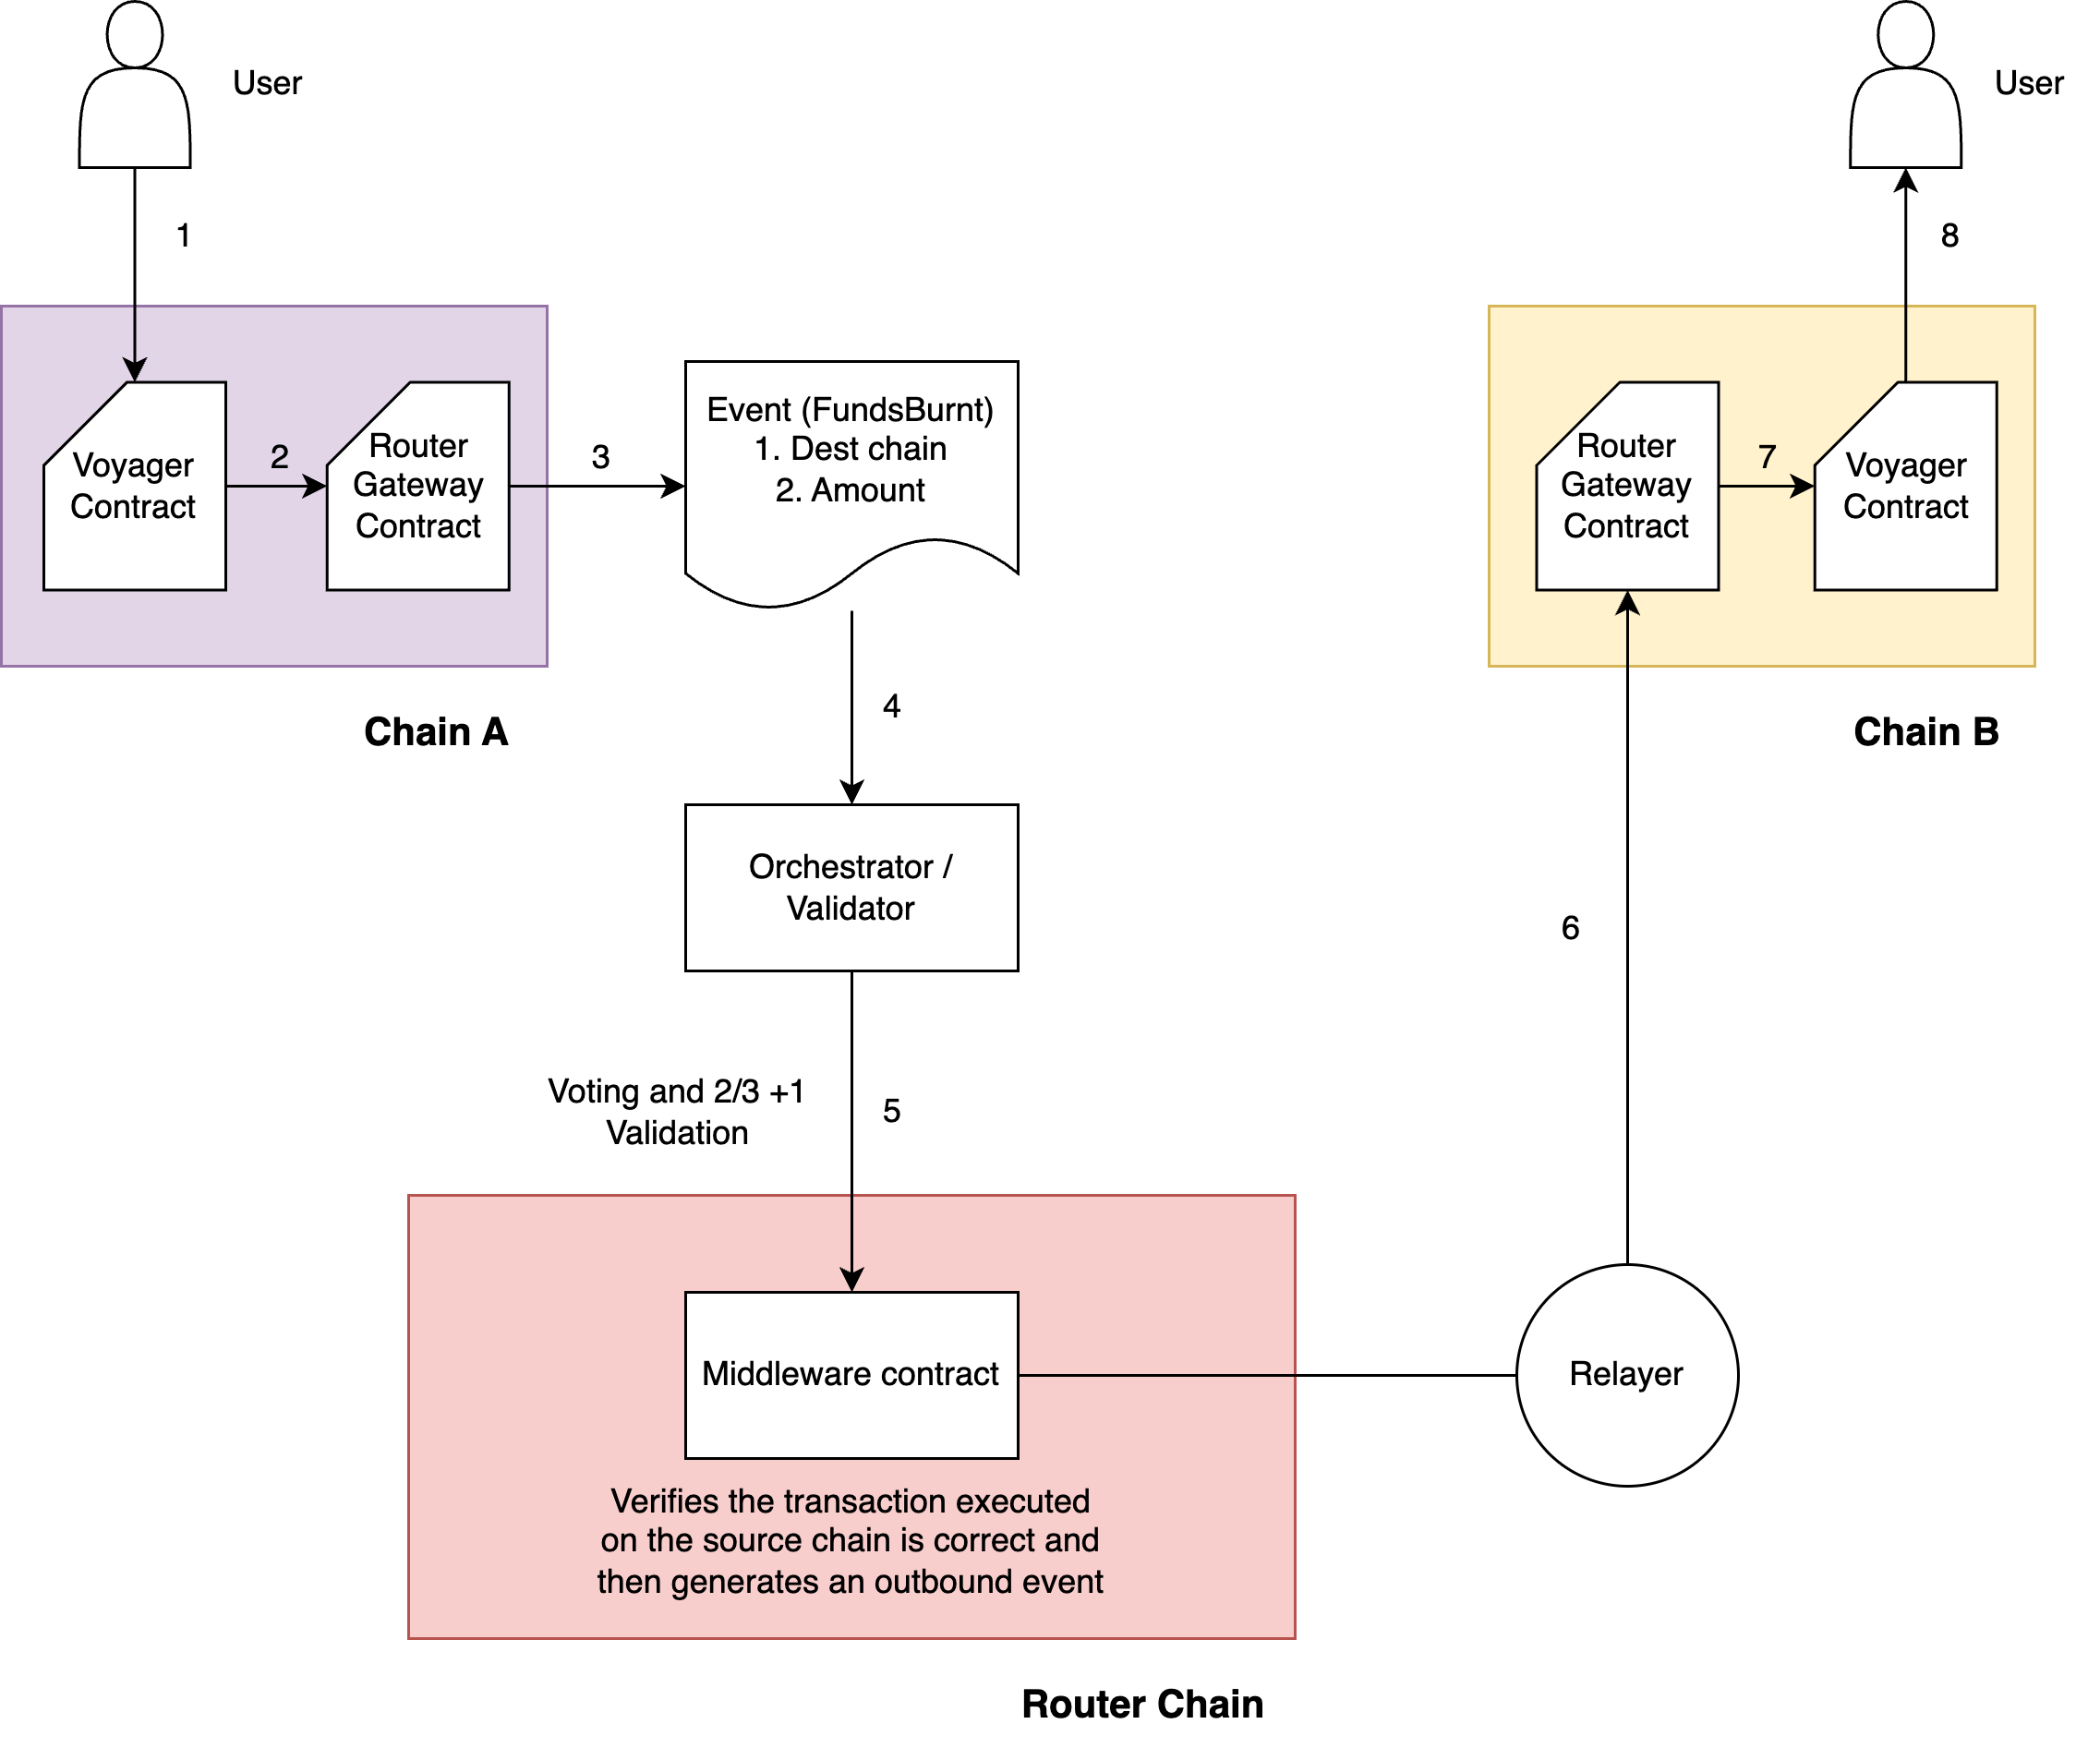 User
User
1
8
Voyager
Contract
2
Router
Gateway
Contract
3
Event (FundsBurnt)
1. Dest chain
2. Amount
Router
Gateway
Contract
7
Voyager
Contract
Chain A
4
Chain B
Orchestrator /
Validator
6
Voting and 2/3 +1
Validation
5
Middleware contract
Relayer
Verifies the transaction executed
on the source chain is correct and
then generates an outbound event
Router Chain